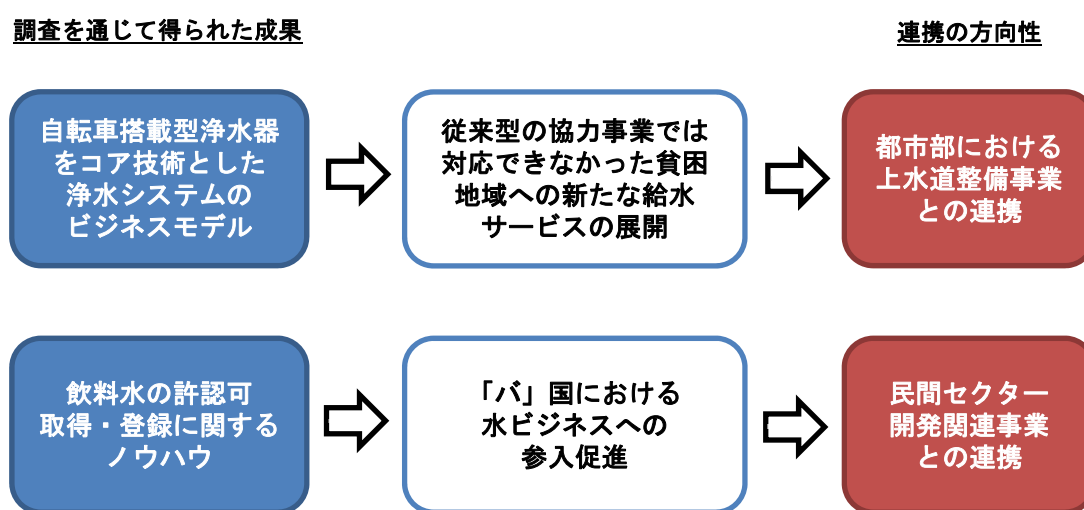 調査を通じて得られた成果
連携の方向性
自転車搭載型浄水器
をコア技術とした
浄水システムの
ビジネスモデル
従来型の協力事業では
対応できなかった貧困
地域への新たな給水
サービスの展開
都市部における
上水道整備事業
との連携
飲料水の許認可
取得・登録に関する
ノウハウ
「バ」国における
水ビジネスへの
参入促進
民間セクター
開発関連事業
との連携